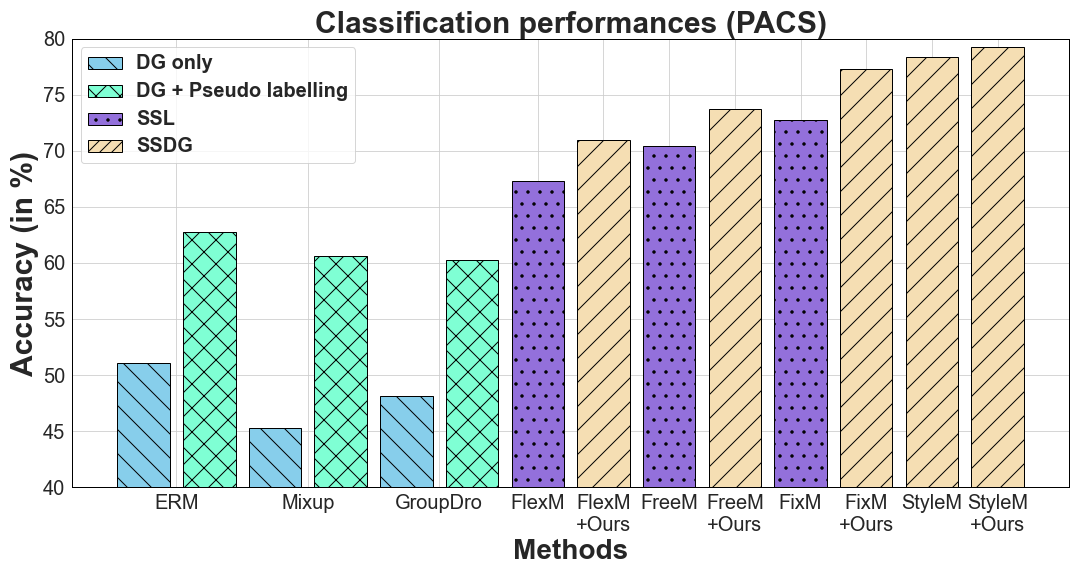 Classification performances (PACS)
DG only
DG + Pseudo labelling
SSL
SSDG
Accuracy (in %)
80
75
70
65
60
55
50
45
40
ERM Mixup GroupDro FlexM FlexM FreeM FreeM FixM FixM StyleM StyleM
+Ours +Ours +Ours +Ours
Methods